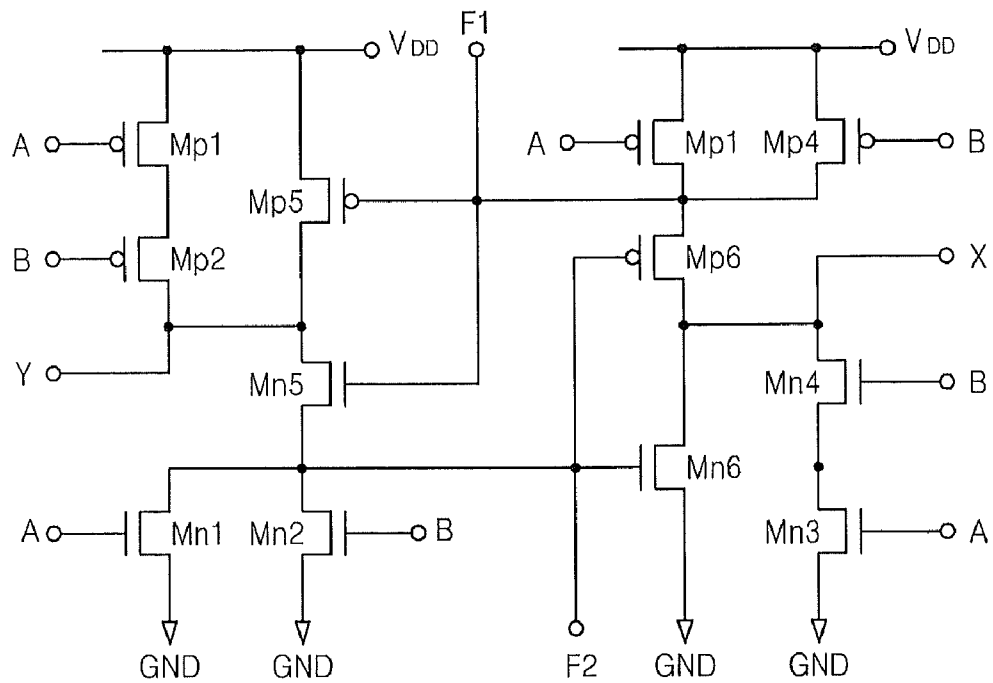 F1
VDD
VDD
A
Mp1
A
Mp1
Mp4
B
Mp5
B
Mp2
Mp6
X
Y
Mn5
Mn4
B
Mn6
A
Mn1
Mn2
B
Mn3
A
GND
GND
F2
GND
GND